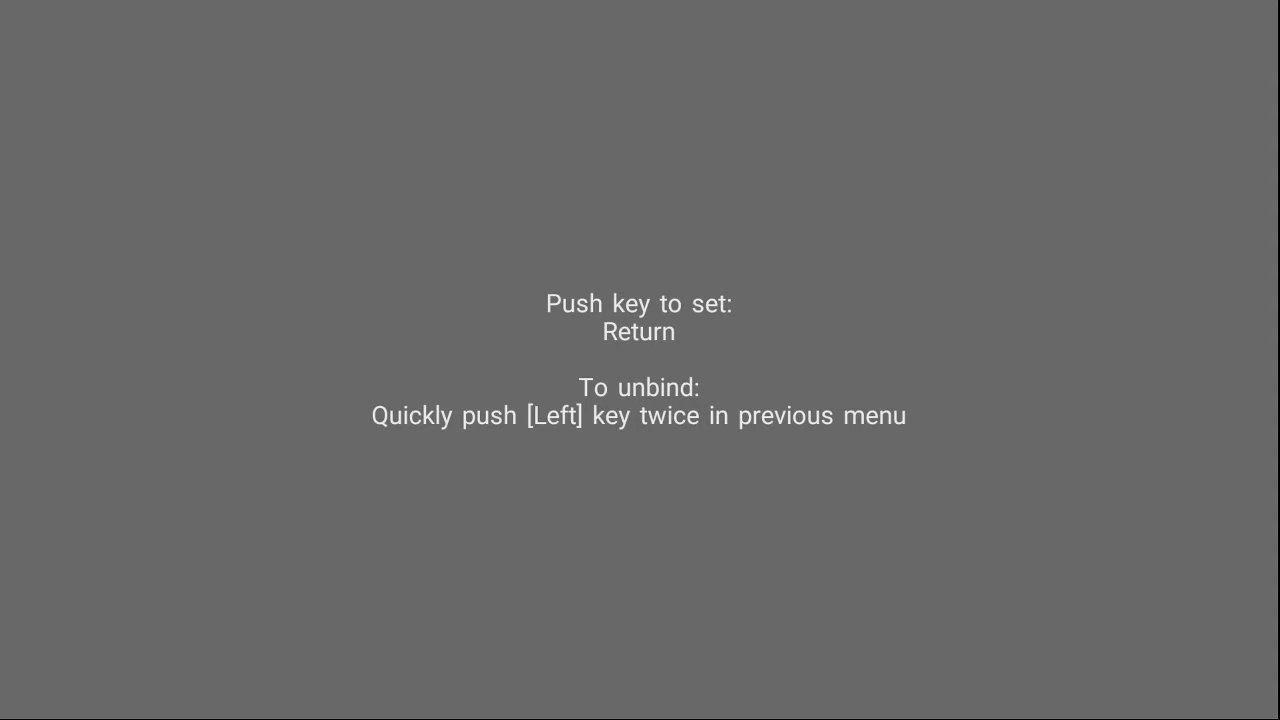 Push key to set:
Return
To unbind:
Quickly push [Left] key twice in previous menu